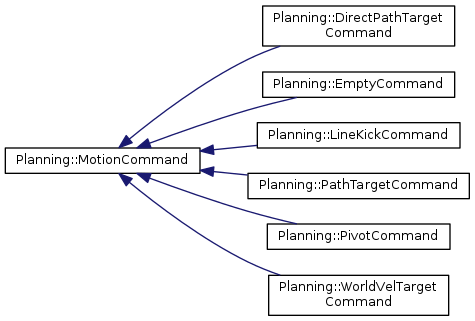 Planning::DirectPathTarget
Command
Planning::EmptyCommand
Planning::LineKickCommand
Planning::MotionCommand
Planning::PathTargetCommand
Planning::PivotCommand
Planning::WorldVelTarget
Command